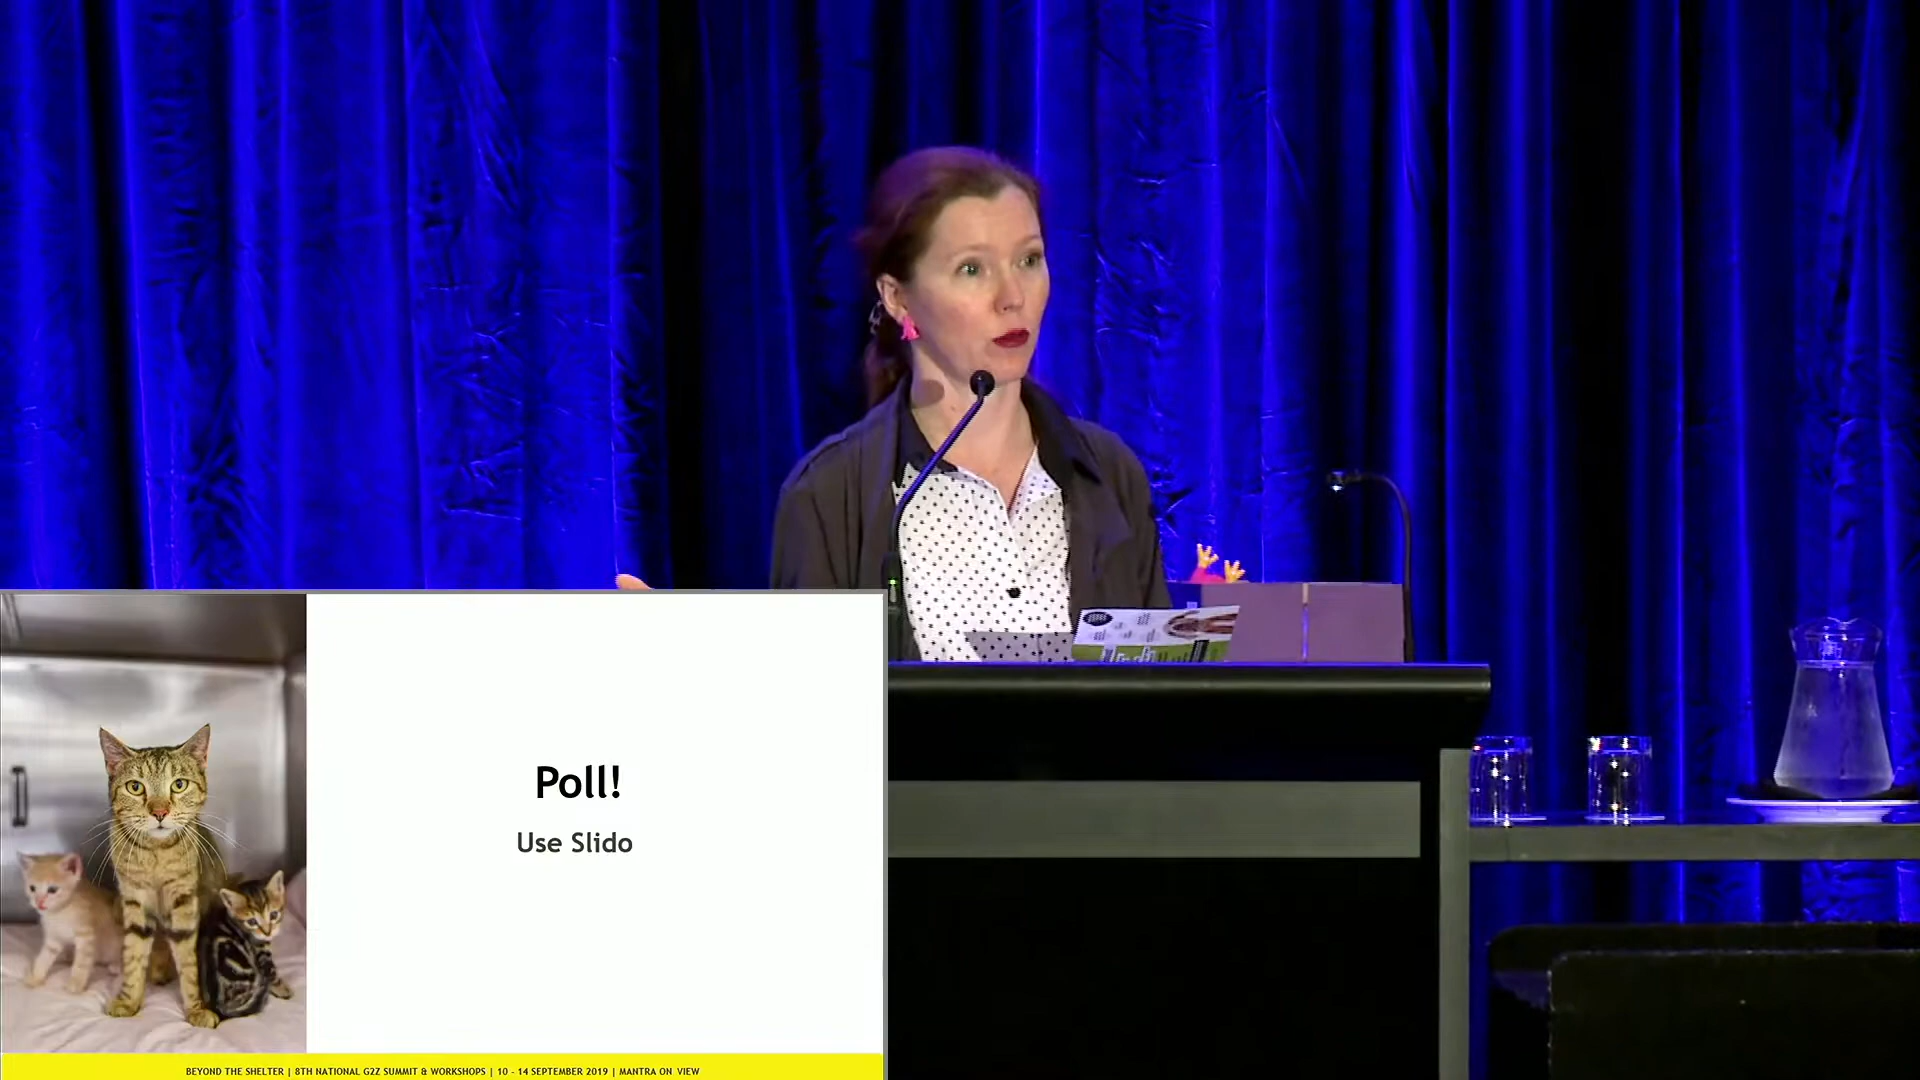 Poll!
Use Slido
BEYOND THE SHELTER | 8TH NATIONAL G2Z SUMMIT & WORKSHOPS | 10 - 14 SEPTEMBER 2019 | MANTRA ON VIEW